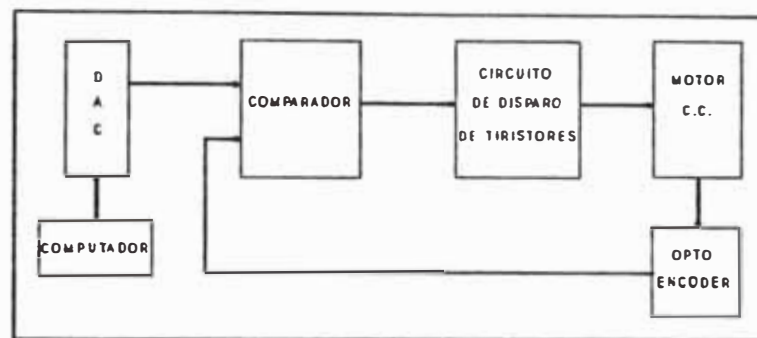 D
A
C
COMPUTADOR
COMPARADOR
CIRCUITO
DE DISPARO
DE TIRISTORES
MOTOR
C.C.
OPTO
ENCODER